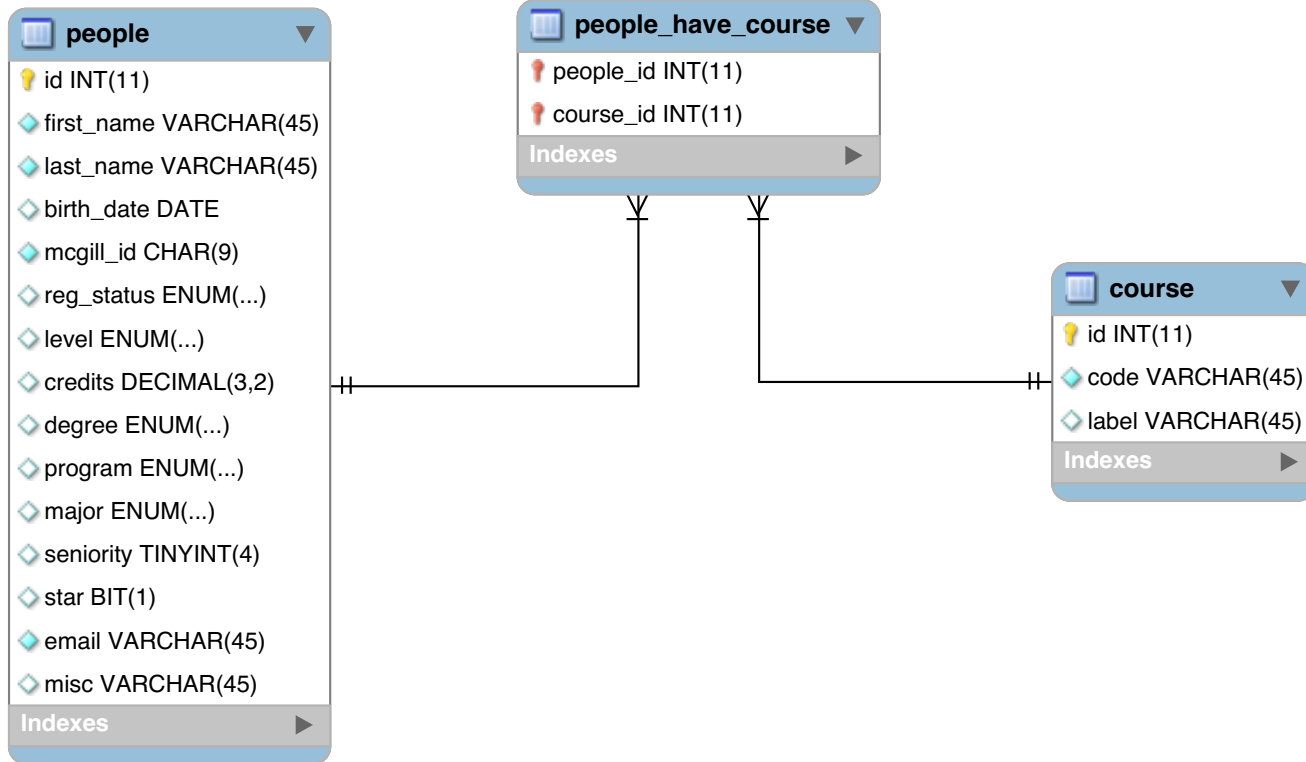 people
id INT(11)
first_name VARCHAR(45)
last_name VARCHAR(45)
birth_date DATE
mcgill_id CHAR(9)
reg_status ENUM(...)
level ENUM(...)
credits DECIMAL(3,2)
degree ENUM(...)
program ENUM(...)
major ENUM(...)
seniority TINYINT(4)
star BIT(1)
email VARCHAR(45)
misc VARCHAR(45)
Indexes
people_have_course
people_id INT(11)
course_id INT(11)
Indexes
course
id INT(11)
code VARCHAR(45)
label VARCHAR(45)
Indexes